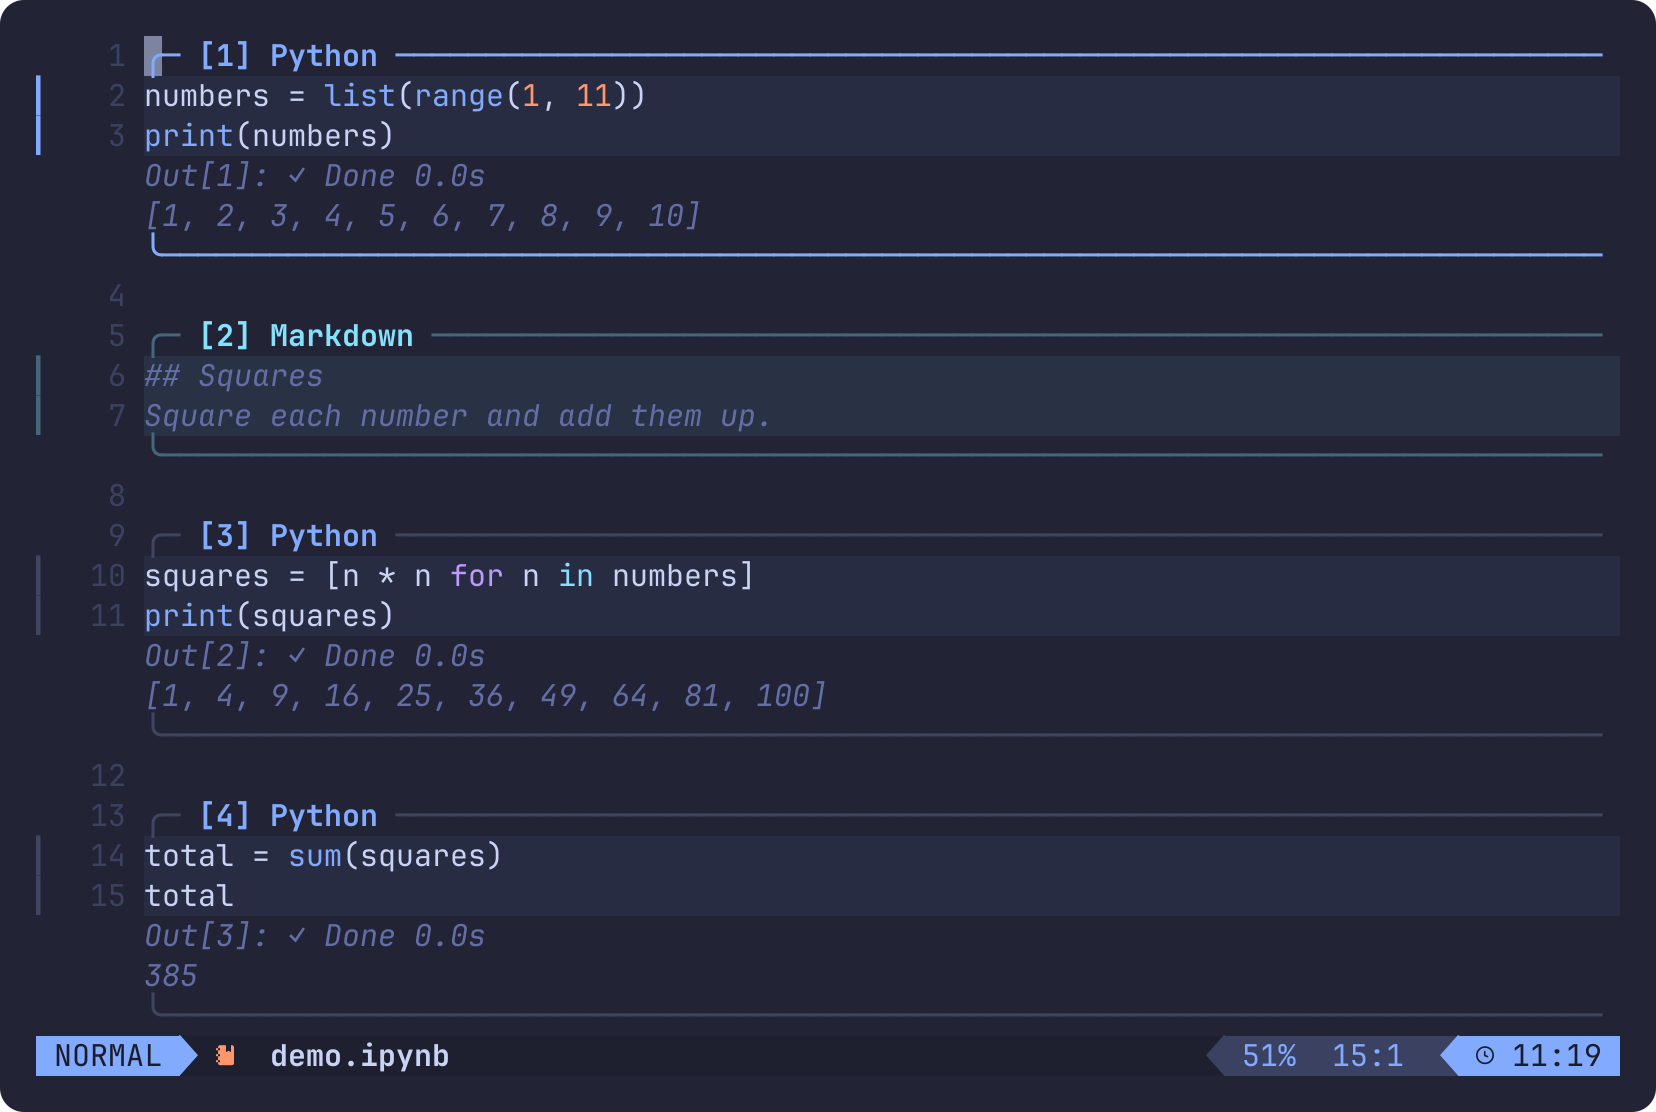 1 [1] Python
2 numbers = list(range(1, 11))
3 print(numbers)
Out[1]: ✓ Done 0.0s
[1, 2, 3, 4, 5, 6, 7, 8, 9, 10]
4
5 [2] Markdown
6 ## Squares
7 Square each number and add them up.
8
9 [3] Python
10 squares = [n * n for n in numbers]
11 print(squares)
Out[2]: ✓ Done 0.0s
[1, 4, 9, 16, 25, 36, 49, 64, 81, 100]
12
13 [4] Python
14 total = sum(squares)
15 total
Out[3]: ✓ Done 0.0s
385
NORMAL demo.ipynb 51% 15:1 11:19